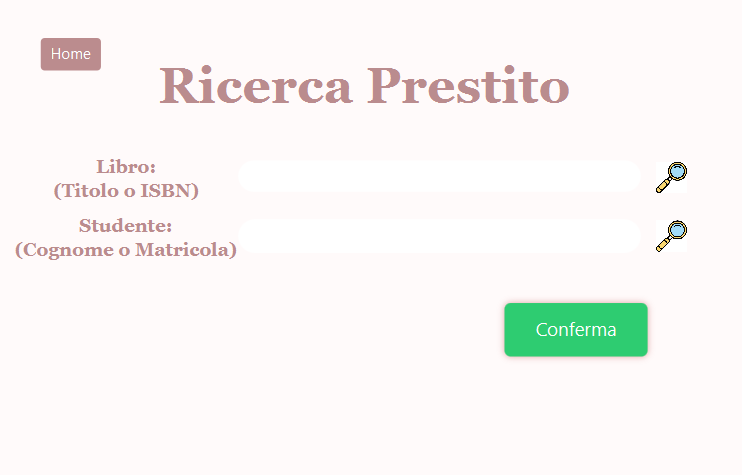 Home
Ricerca Prestito
Libro:
(Titolo o ISBN)
Studente:
(Cognome o Matricola)
Conferma